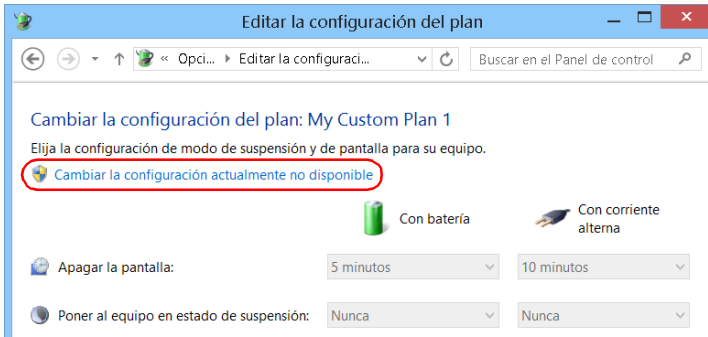 Editar la configuración del plan
« Opci... Editar la configuraci... Buscar en el Panel de control
Cambiar la configuración del plan: My Custom Plan 1
Elija la configuración de modo de suspensión y de pantalla para su equipo.
Cambiar la configuración actualmente no disponible
Con batería
Con corriente
alterna
Apagar la pantalla: 5 minutos 10 minutos
Poner al equipo en estado de suspensión: Nunca Nunca